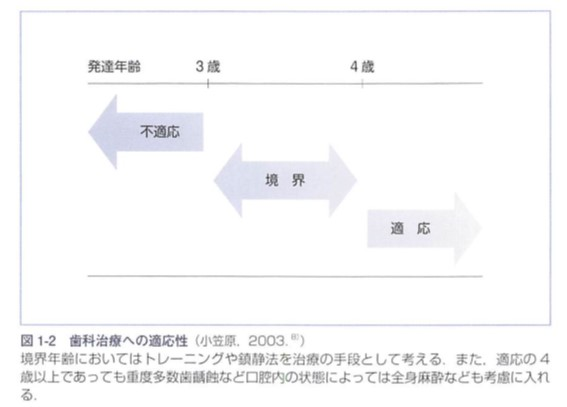 発達年齢　3歳　4歳
不適応
境　界
適　応
図1-2　歯科治療への適応性（小笠原，2003.）
境界年齢においてはトレーニングや鎮静法を治療の手段として考える．また，適応の4
歳以上であっても重度多数歯齲蝕など口腔内の状態によっては全身麻酔なども考慮に入れ
る．